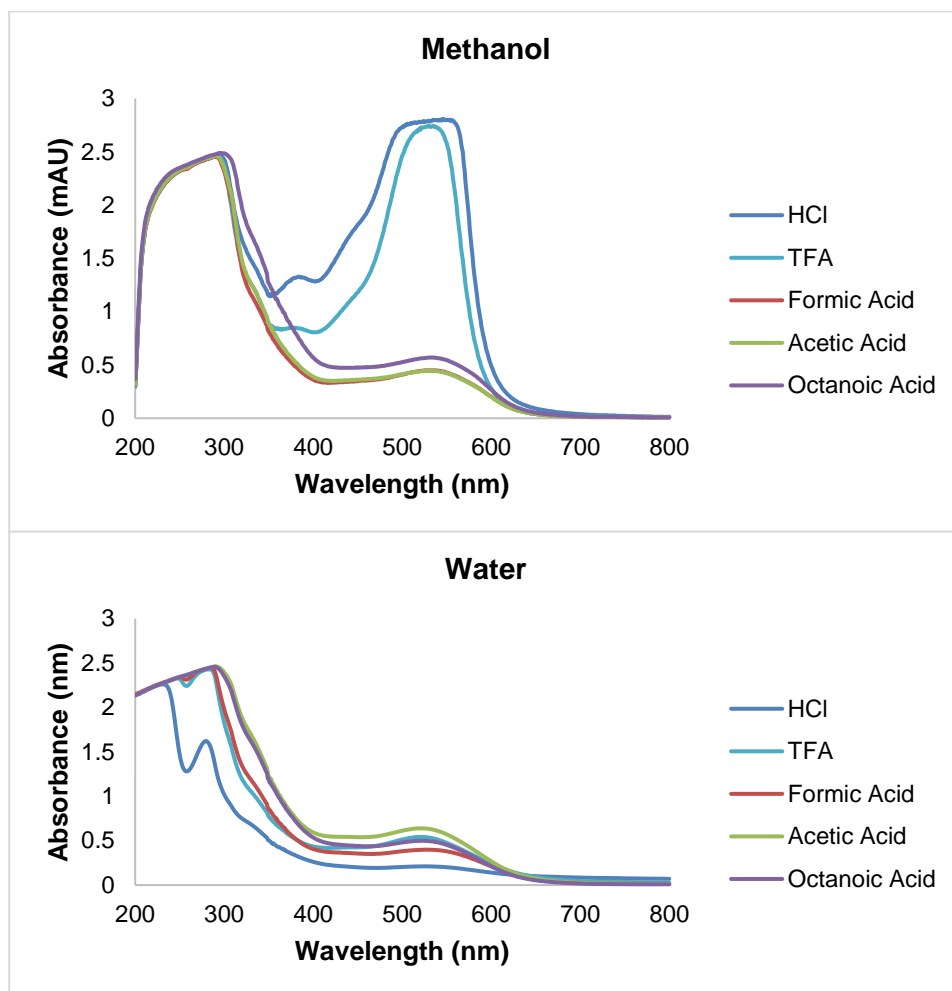 Methanol
3
2.5
2
1.5
1
0.5
0
Absorbance (mAU)
200 300 400 500 600 700 800
Wavelength (nm)
HCl
TFA
Formic Acid
Acetic Acid
Octanoic Acid
Water
3
2.5
2
1.5
1
0.5
0
Absorbance (nm)
200 300 400 500 600 700 800
Wavelength (nm)
HCl
TFA
Formic Acid
Acetic Acid
Octanoic Acid